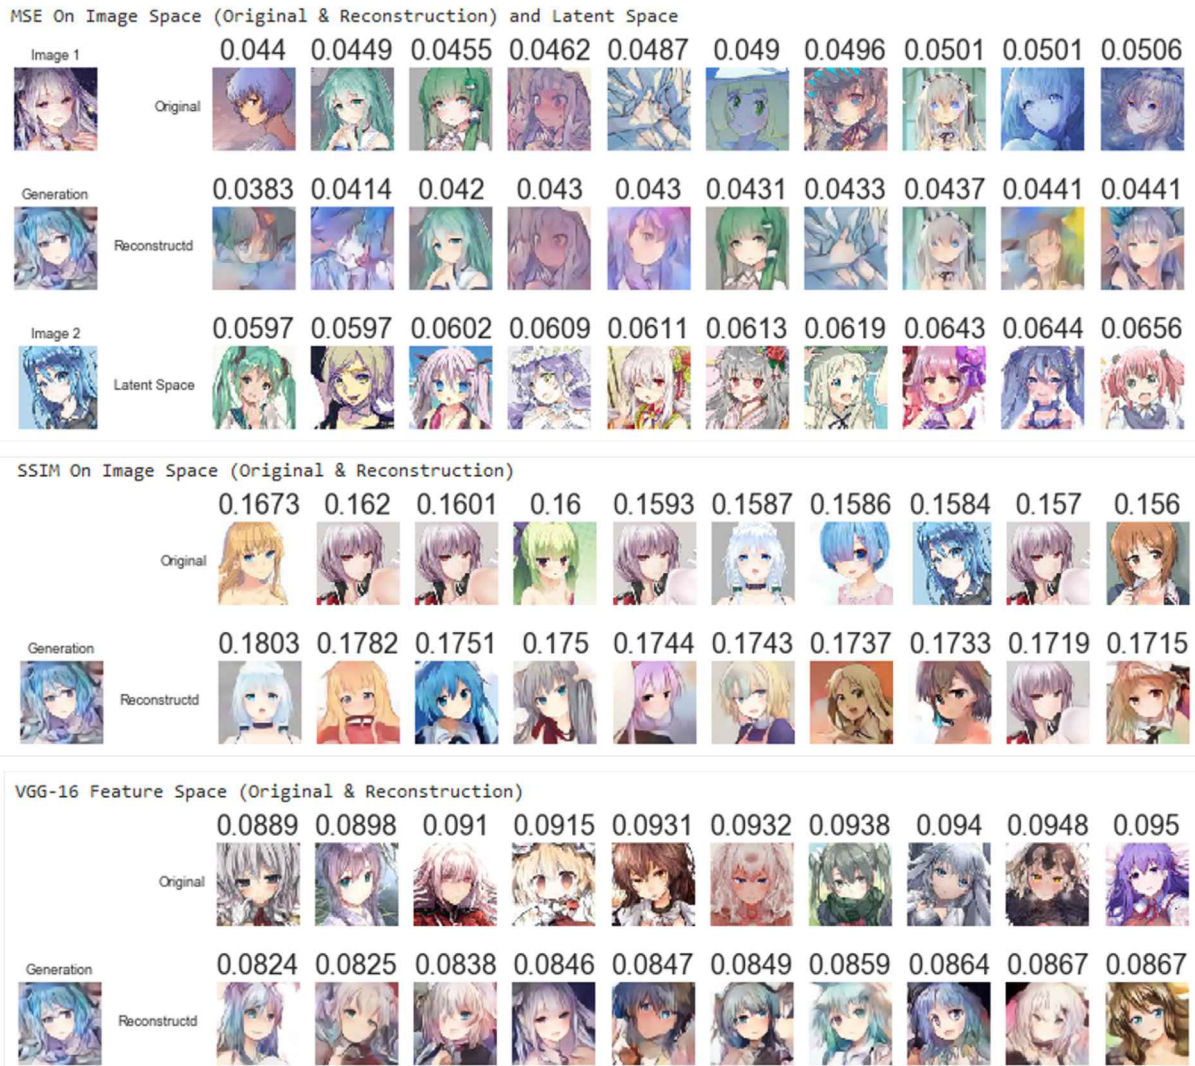 MSE On Image Space (Original & Reconstruction) and Latent Space
Image 1
0.044 0.0449 0.0455 0.0462 0.0487 0.049 0.0496 0.0501 0.0501 0.0506
Original
Generation
0.0383 0.0414 0.042 0.043 0.043 0.0431 0.0433 0.0437 0.0441 0.0441
Reconstructd
Image 2
0.0597 0.0597 0.0602 0.0609 0.0611 0.0613 0.0619 0.0643 0.0644 0.0656
Latent Space
SSIM On Image Space (Original & Reconstruction)
0.1673 0.162 0.1601 0.16 0.1593 0.1587 0.1586 0.1584 0.157 0.156
Original
Generation
0.1803 0.1782 0.1751 0.175 0.1744 0.1743 0.1737 0.1733 0.1719 0.1715
Reconstructd
VGG-16 Feature Space (Original & Reconstruction)
0.0889 0.0898 0.091 0.0915 0.0931 0.0932 0.0938 0.094 0.0948 0.095
Original
Generation
0.0824 0.0825 0.0838 0.0846 0.0847 0.0849 0.0859 0.0864 0.0867 0.0867
Reconstructd